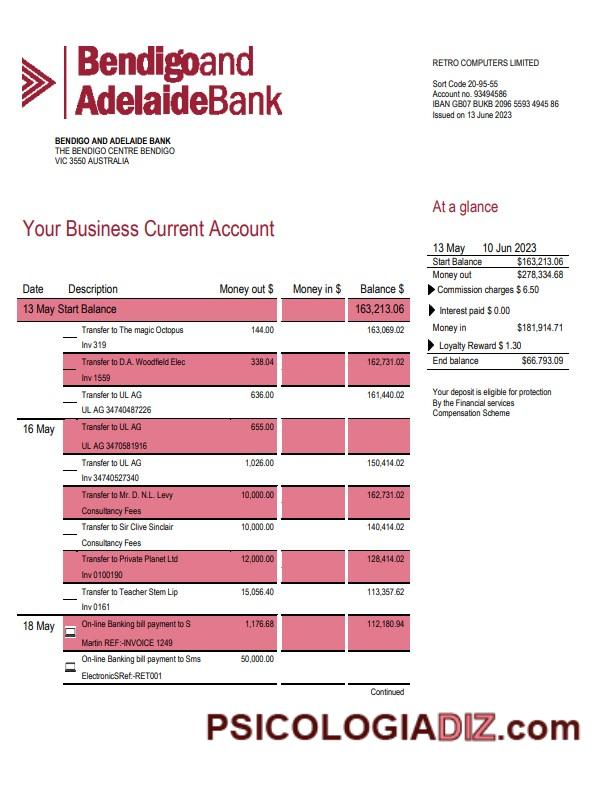 Bendigoand
AdelaideBank
BENDIGO AND ADELAIDE BANK
THE BENDIGO CENTRE BENDIGO
VIC 3550 AUSTRALIA
RETRO COMPUTERS LIMITED
Sort Code 20-95-55
Account no. 93494586
IBAN GB07 BUKB 2096 5593 4945 86
Issued on 13 June 2023
Your Business Current Account
At a glance
13 May 10 Jun 2023
Start Balance $163,213.06
Money out $278,334.68
Commission charges $ 6.50
Interest paid $ 0.00
Money in $181,914.71
Loyalty Reward $ 1.30
End balance $66.793.09
Your deposit is eligible for protection
By the Financial services
Compensation Scheme
Date Description Money out $ Money in $ Balance $
13 May Start Balance 163,213.06
Transfer to The magic Octopus 144.00 163,069.02
Inv 319
Transfer to D.A. Woodfield Elec 338.04 162,731.02
Inv 1559
Transfer to UL AG 636.00 161,440.02
UL AG 34740487226
16 May Transfer to UL AG 655.00
UL AG 3470581916
Transfer to UL AG 1,026.00 150,414.02
Inv 34740527340
Transfer to Mr. D. N.L. Levy 10,000.00 162,731.02
Consultancy Fees
Transfer to Sir Clive Sinclair 10,000.00 140,414.02
Consultancy Fees
Transfer to Private Planet Ltd 12,000.00 128,414.02
Inv 0100190
Transfer to Teacher Stem Lip 15,056.40 113,357.62
Inv 0161
18 May On-line Banking bill payment to S 1,176.68 112,180.94
Martin REF:-INVOICE 1249
On-line Banking bill payment to Sms 50,000.00
ElectronicSRef:-RET001
Continued
PSICOLOGIADIZ.com